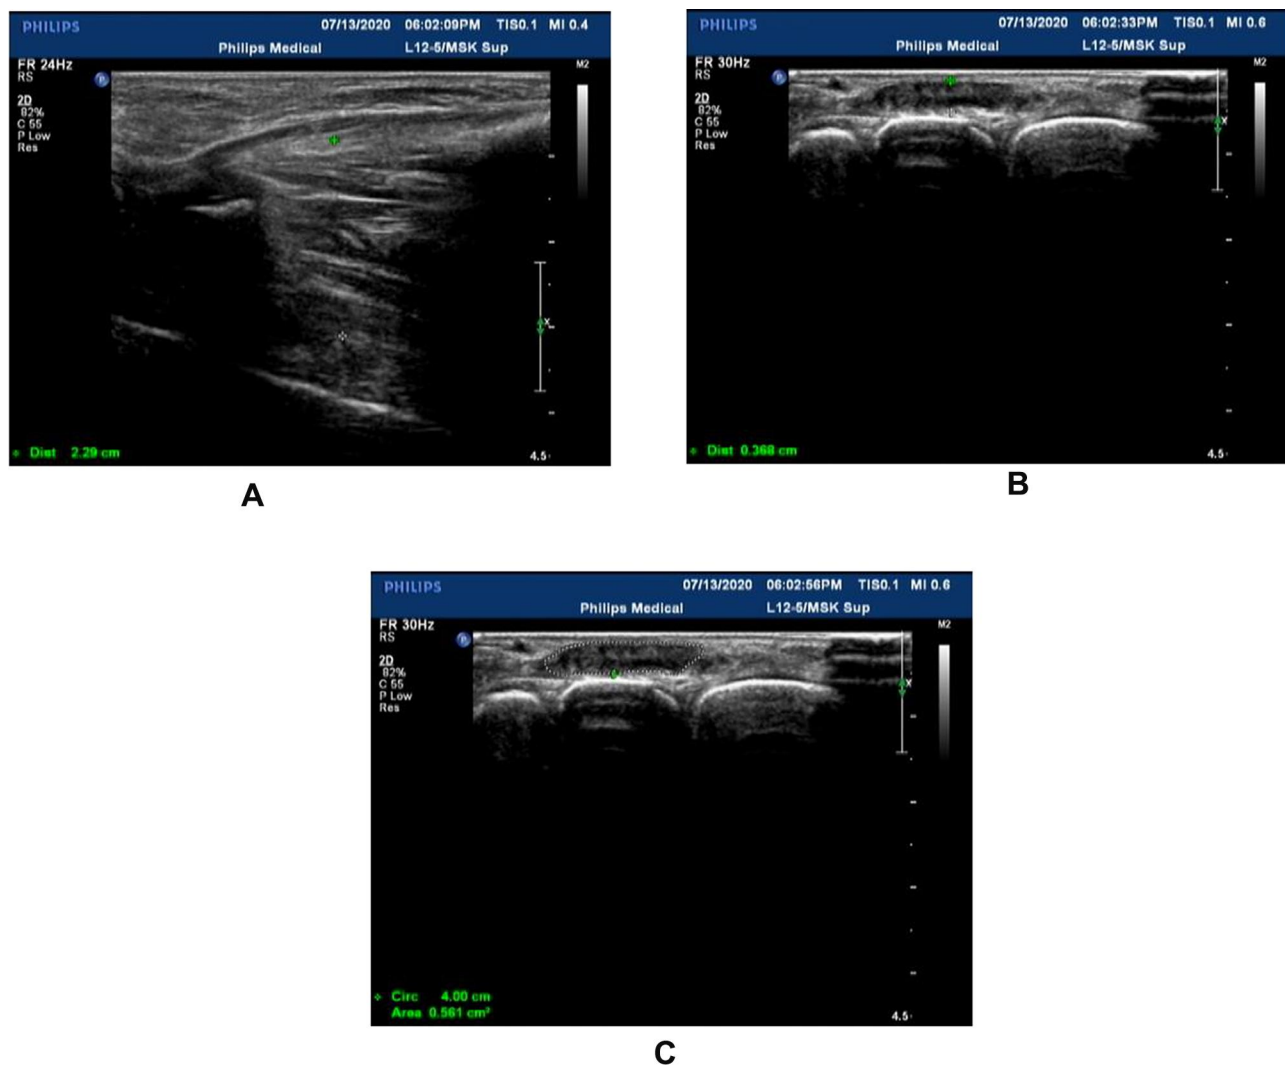 PHILIPS
07/13/2020 06:02:09PM TIS0.1 MI 0.4
Philips Medical L12-5/MSK Sup
FR 24Hz
RS
P
M2
2D
82%
C 55
P Low
Res
x
Dist 2.29 cm
4.5
A
PHILIPS
07/13/2020 06:02:33PM TIS0.1 MI 0.6
Philips Medical L12-5/MSK Sup
FR 30Hz
RS
P
M2
2D
82%
C 55
P Low
Res
x
Dist 0.368 cm
4.5
B
PHILIPS
07/13/2020 06:02:56PM TIS0.1 MI 0.6
Philips Medical L12-5/MSK Sup
FR 30Hz
RS
P
M2
2D
82%
C 55
P Low
Res
x
Circ 4.00 cm
Area 0.561 cm²
4.5
C